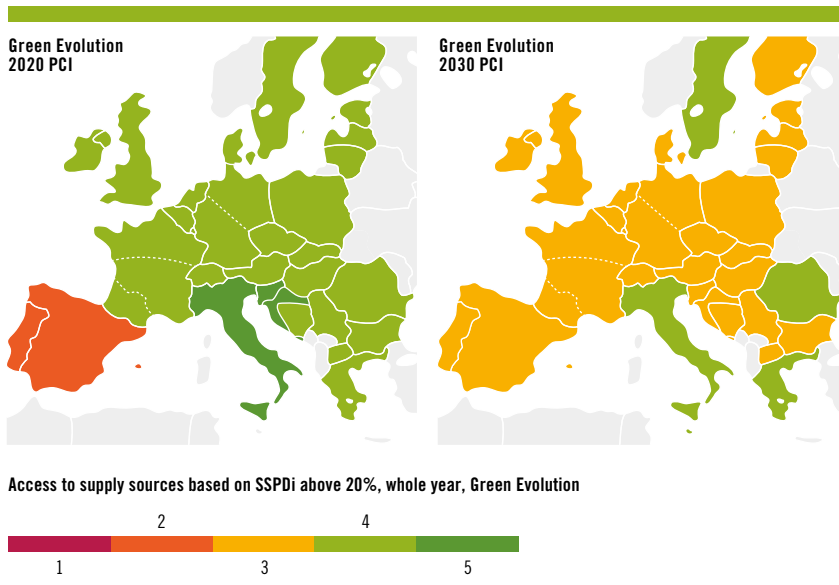 Green Evolution
2020 PCI
Green Evolution
2030 PCI
Access to supply sources based on SSPDi above 20%, whole year, Green Evolution
2
4
1
3
5